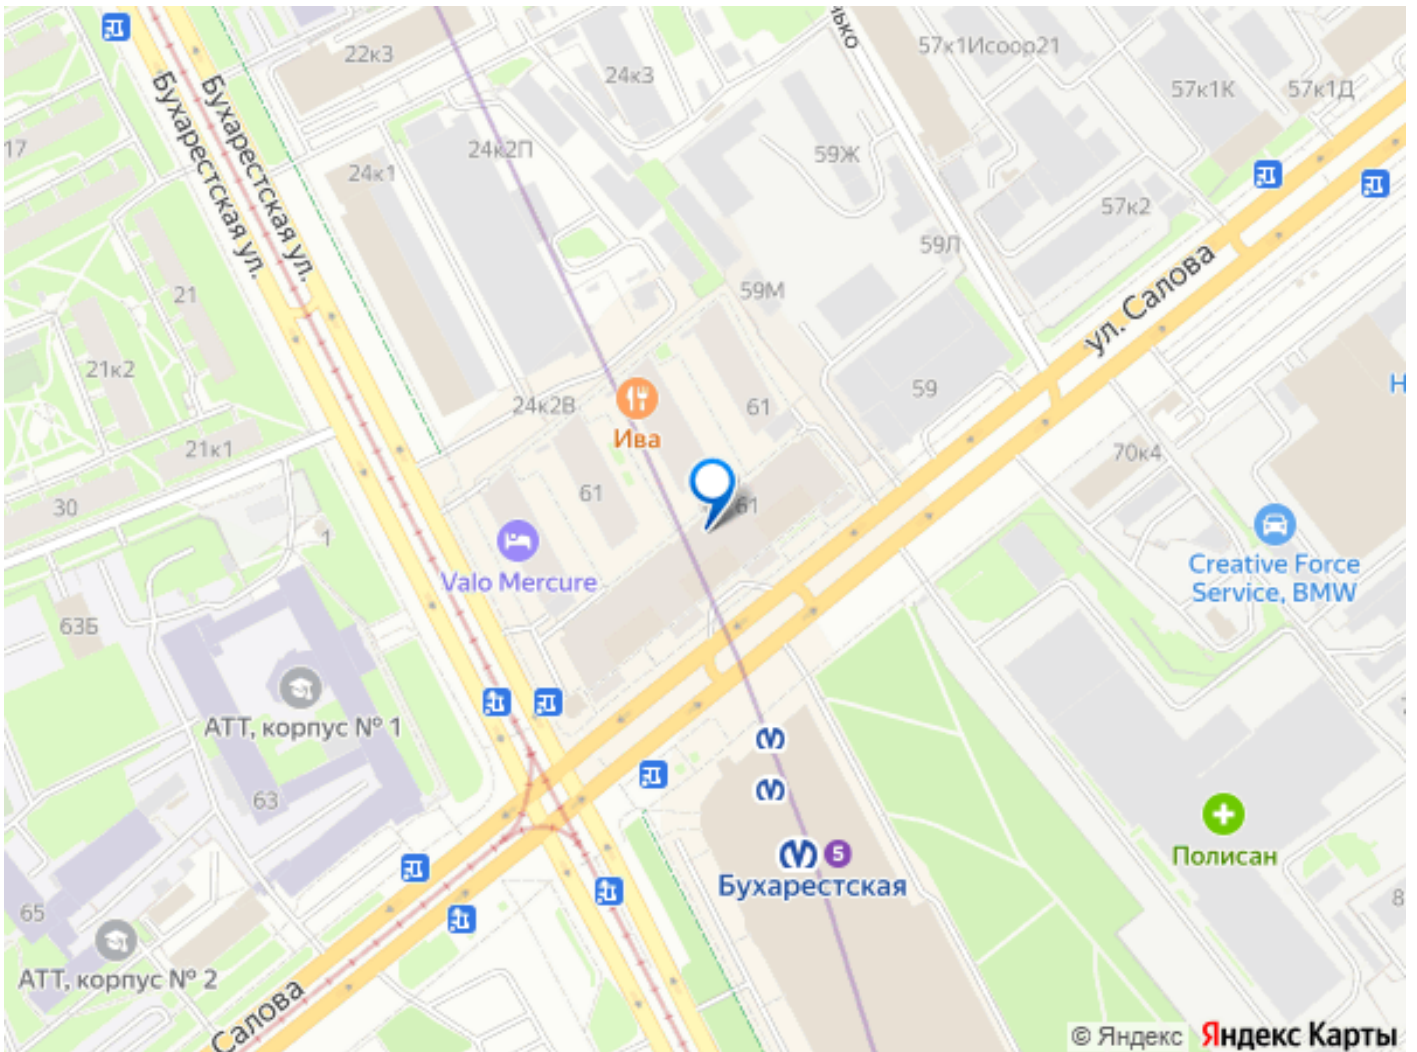 22к3
24к3
57к1Исоор21
57к1К
57к1Д
17
Бухарестская ул.
Бухарестская ул.
24к1
24к2П
59Ж
57к2
59Л
59М
ул. Салова
21
21к2
24к2В
61
59
Ива
21к1
61
61
70к4
30
1
Valo Mercure
Creative Force
Service, BMW
63Б
АТТ, корпус № 1
63
5
Бухарестская
Полисан
65
АТТ, корпус № 2
Салова
© Яндекс
Яндекс Карты